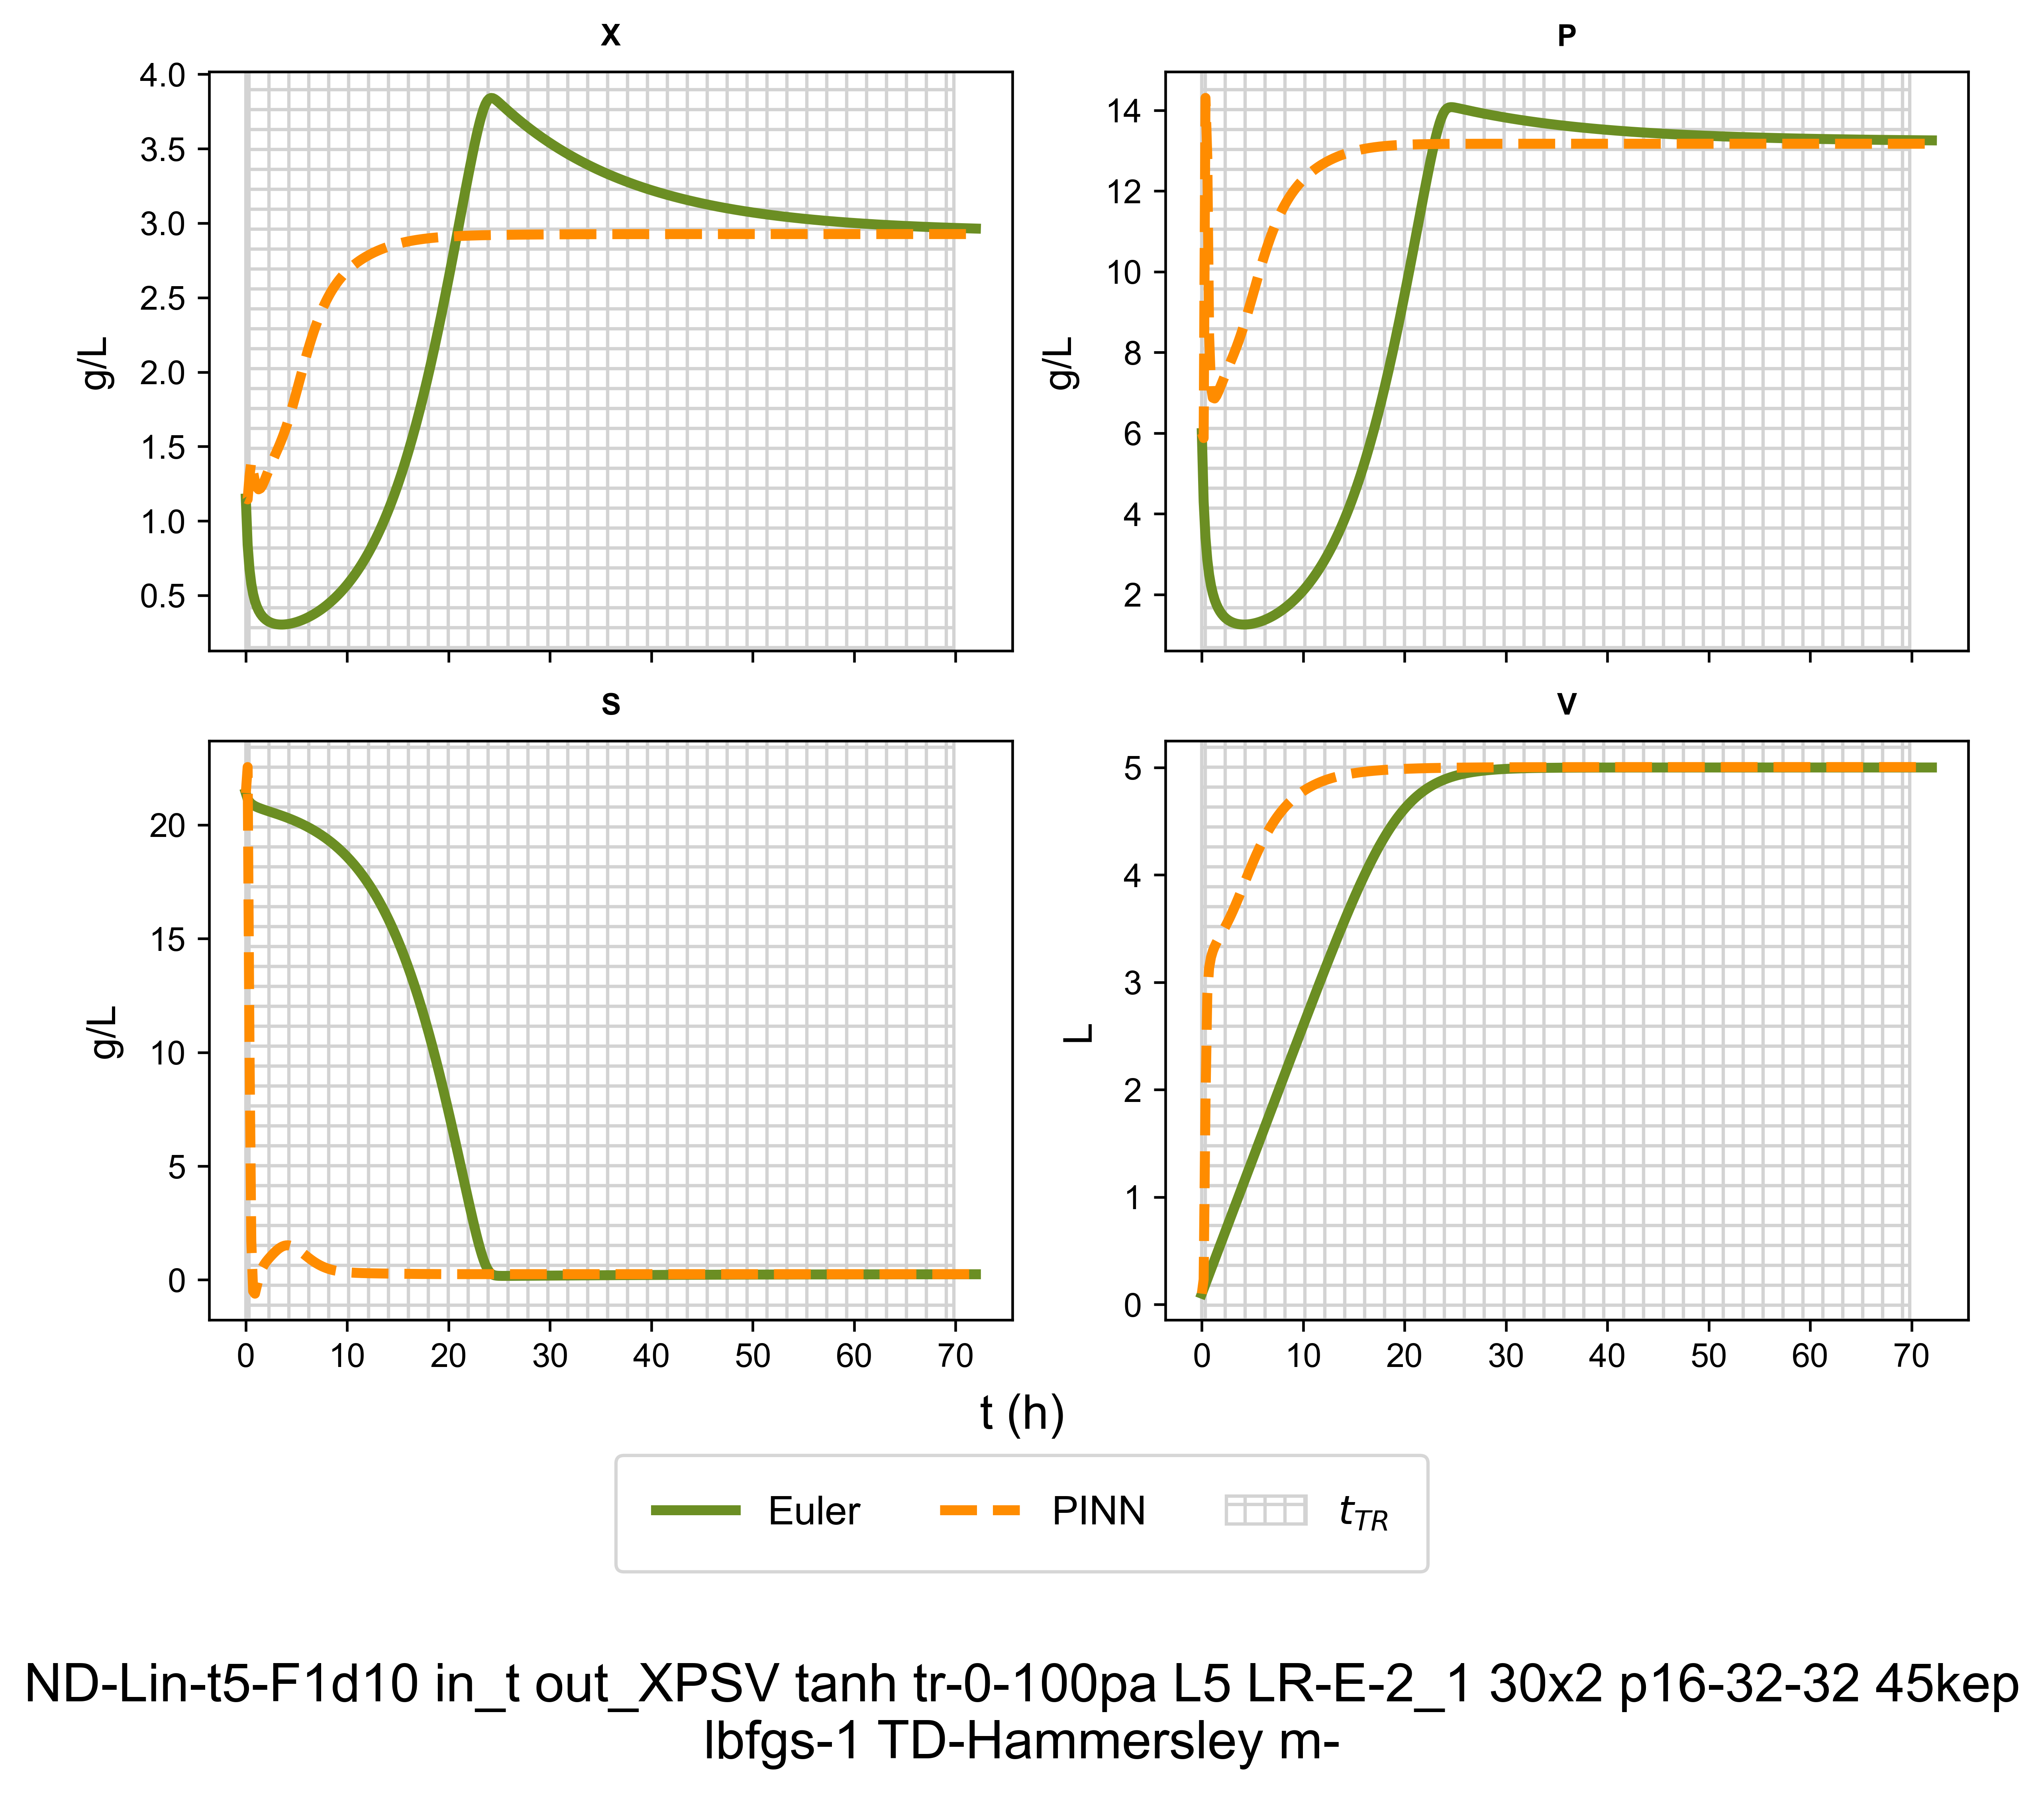 X
P
4.0
3.5
3.0
2.5
2.0
1.5
1.0
0.5
g/L
14
12
10
8
6
4
2
g/L
S
V
20
15
10
5
0
g/L
5
4
3
2
1
0
L
0 10 20 30 40 50 60 70
0 10 20 30 40 50 60 70
t (h)
Euler PINN t_TR
ND-Lin-t5-F1d10 in_t out_XPSV tanh tr-0-100pa L5 LR-E-2_1 30x2 p16-32-32 45kep
lbfgs-1 TD-Hammersley m-